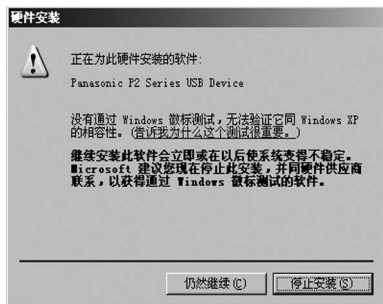 硬件安装
正在为此硬件安装的软件:
Panasonic P2 Series USB Device
没有通过 Windows 徽标测试，无法验证它同 Windows XP
的相容性。(告诉我为什么这个测试很重要。)
继续安装此软件会立即或在以后使系统变得不稳定。
Microsoft 建议您现在停止此安装，并同硬件供应商
联系，以获得通过 Windows 徽标测试的软件。
仍然继续(C)
停止安装(S)